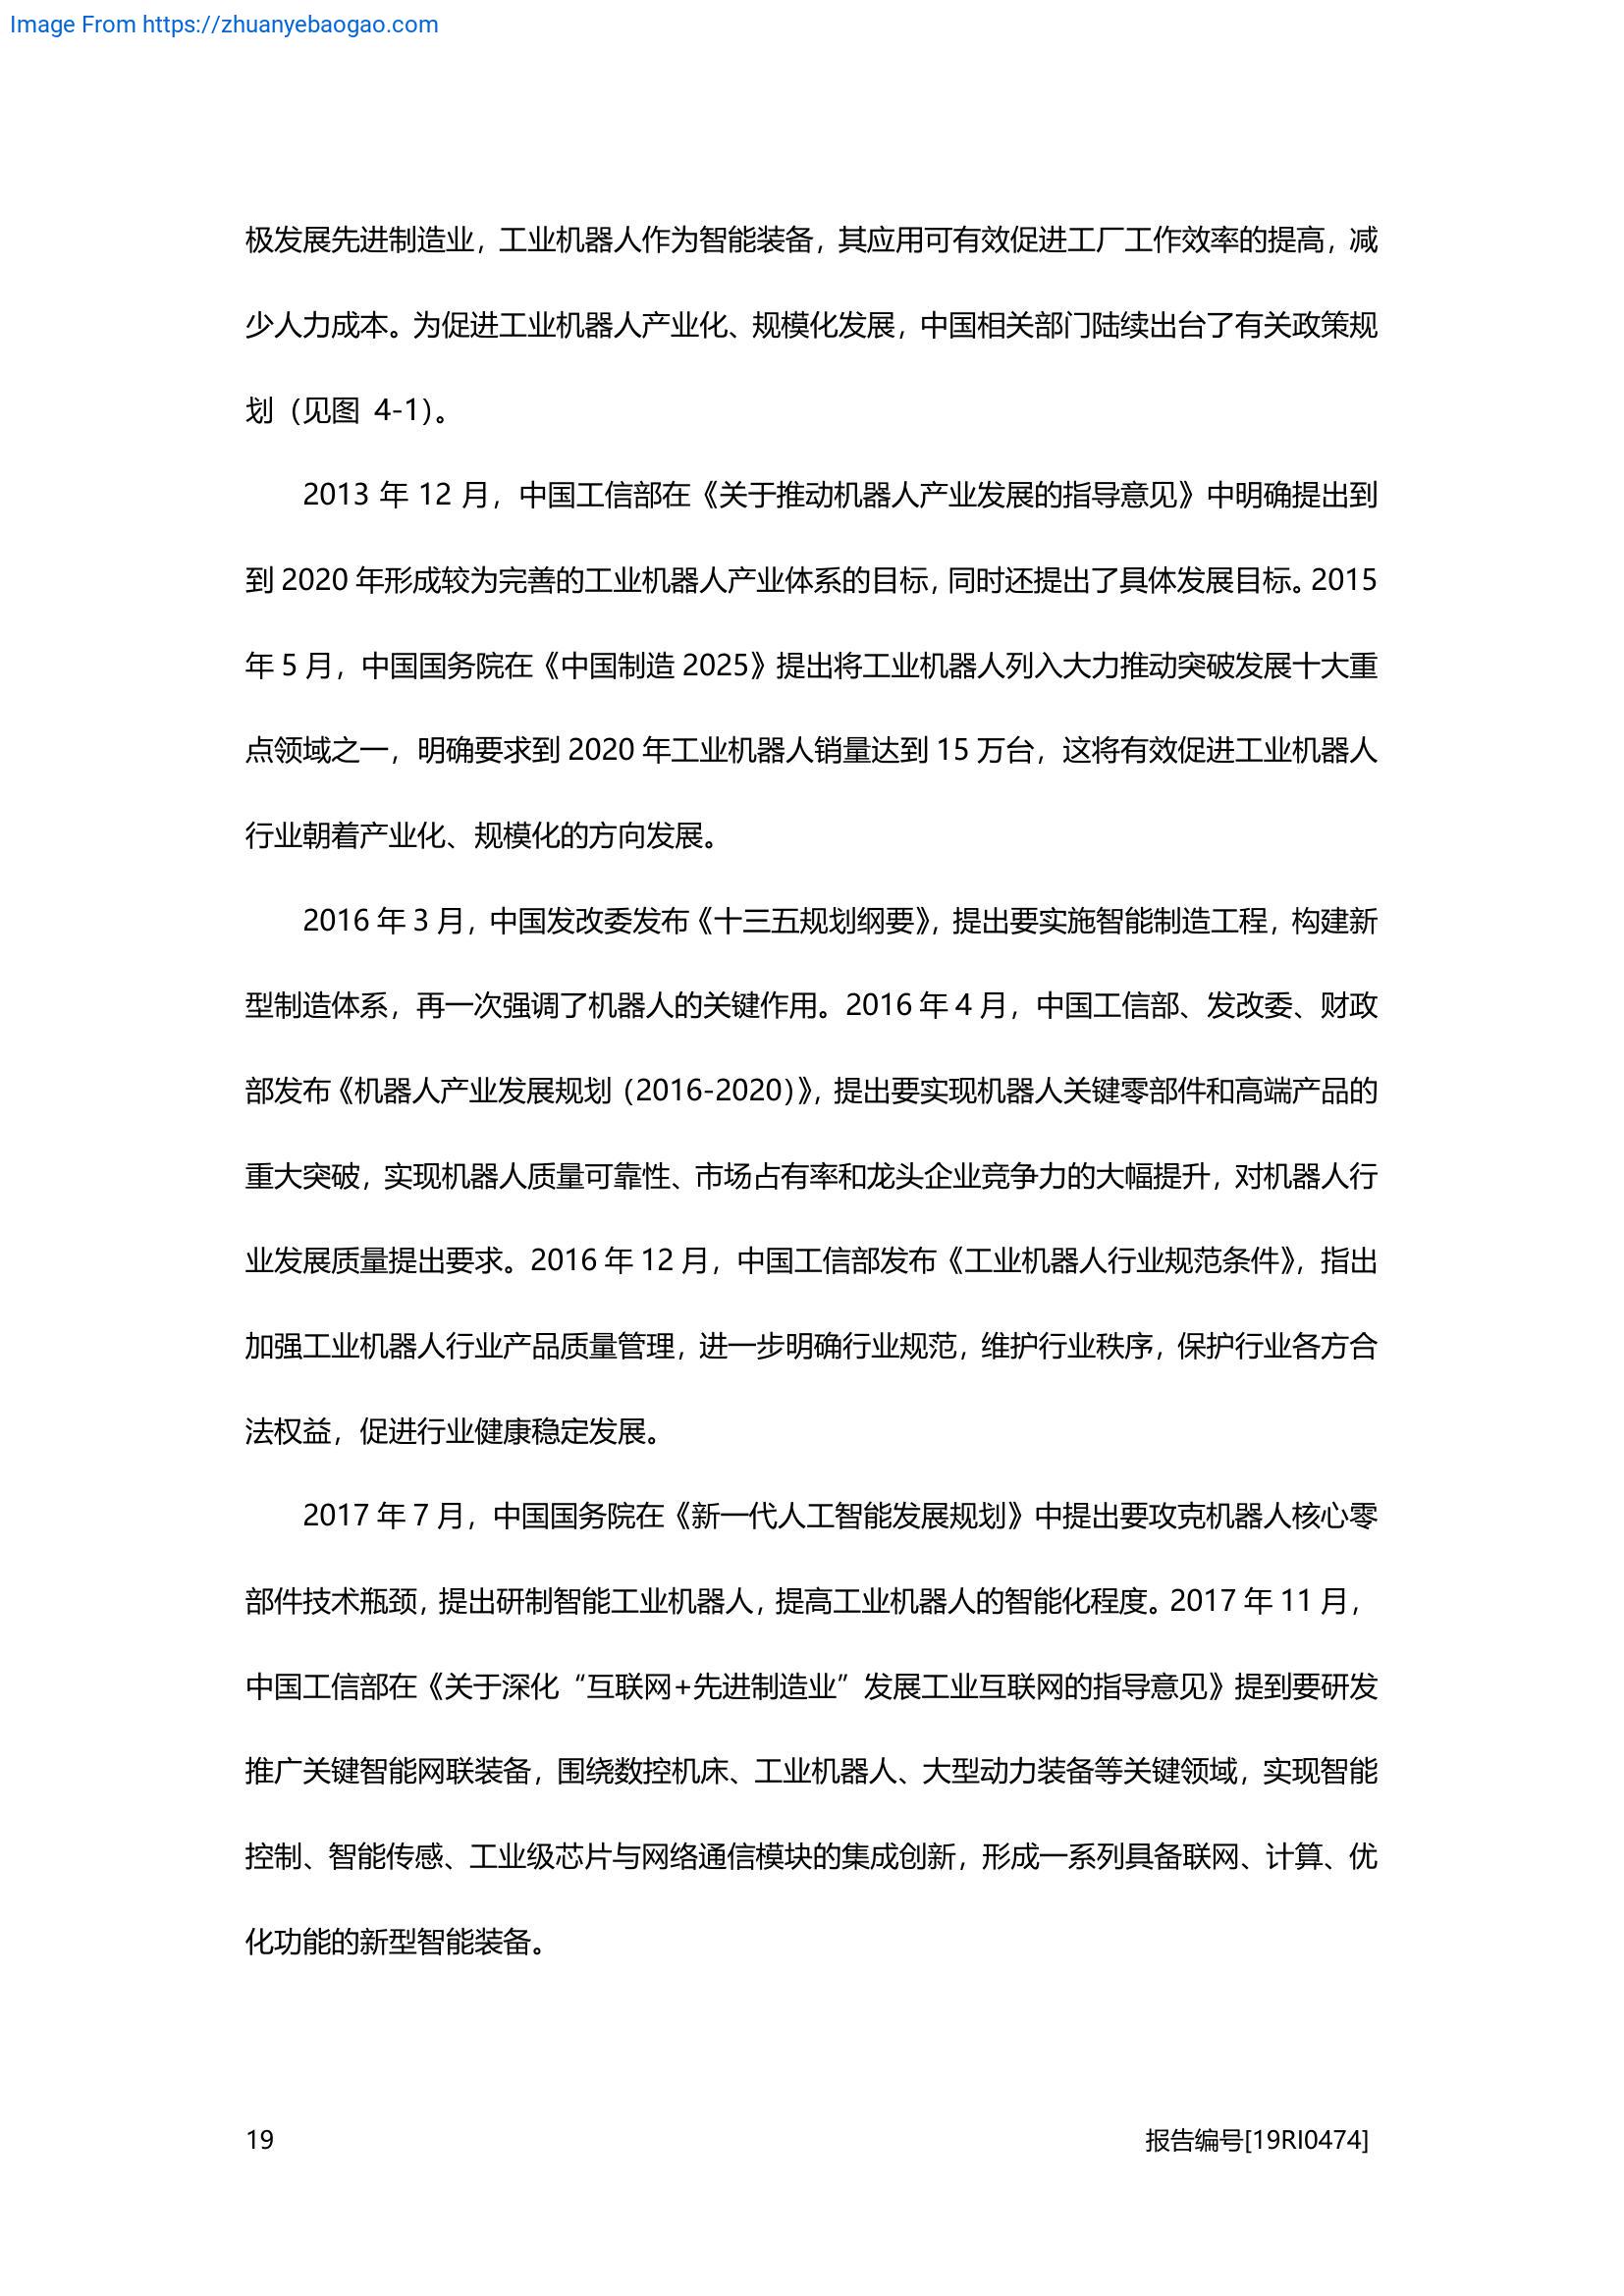 Image From https://zhuanyebaogao.com
极发展先进制造业，工业机器人作为智能装备，其应用可有效促进工厂工作效率的提高，减
少人力成本。为促进工业机器人产业化、规模化发展，中国相关部门陆续出台了有关政策规
划（见图 4-1）。
2013 年 12 月，中国工信部在《关于推动机器人产业发展的指导意见》中明确提出到
到 2020 年形成较为完善的工业机器人产业体系的目标，同时还提出了具体发展目标。2015
年 5 月，中国国务院在《中国制造 2025》提出将工业机器人列入大力推动突破发展十大重
点领域之一，明确要求到 2020 年工业机器人销量达到 15 万台，这将有效促进工业机器人
行业朝着产业化、规模化的方向发展。
2016 年 3 月，中国发改委发布《十三五规划纲要》，提出要实施智能制造工程，构建新
型制造体系，再一次强调了机器人的关键作用。2016 年 4 月，中国工信部、发改委、财政
部发布《机器人产业发展规划（2016-2020）》，提出要实现机器人关键零部件和高端产品的
重大突破，实现机器人质量可靠性、市场占有率和龙头企业竞争力的大幅提升，对机器人行
业发展质量提出要求。2016 年 12 月，中国工信部发布《工业机器人行业规范条件》，指出
加强工业机器人行业产品质量管理，进一步明确行业规范，维护行业秩序，保护行业各方合
法权益，促进行业健康稳定发展。
2017 年 7 月，中国国务院在《新一代人工智能发展规划》中提出要攻克机器人核心零
部件技术瓶颈，提出研制智能工业机器人，提高工业机器人的智能化程度。2017 年 11 月，
中国工信部在《关于深化“互联网+先进制造业”发展工业互联网的指导意见》提到要研发
推广关键智能网联装备，围绕数控机床、工业机器人、大型动力装备等关键领域，实现智能
控制、智能传感、工业级芯片与网络通信模块的集成创新，形成一系列具备联网、计算、优
化功能的新型智能装备。
19
报告编号[19RI0474]